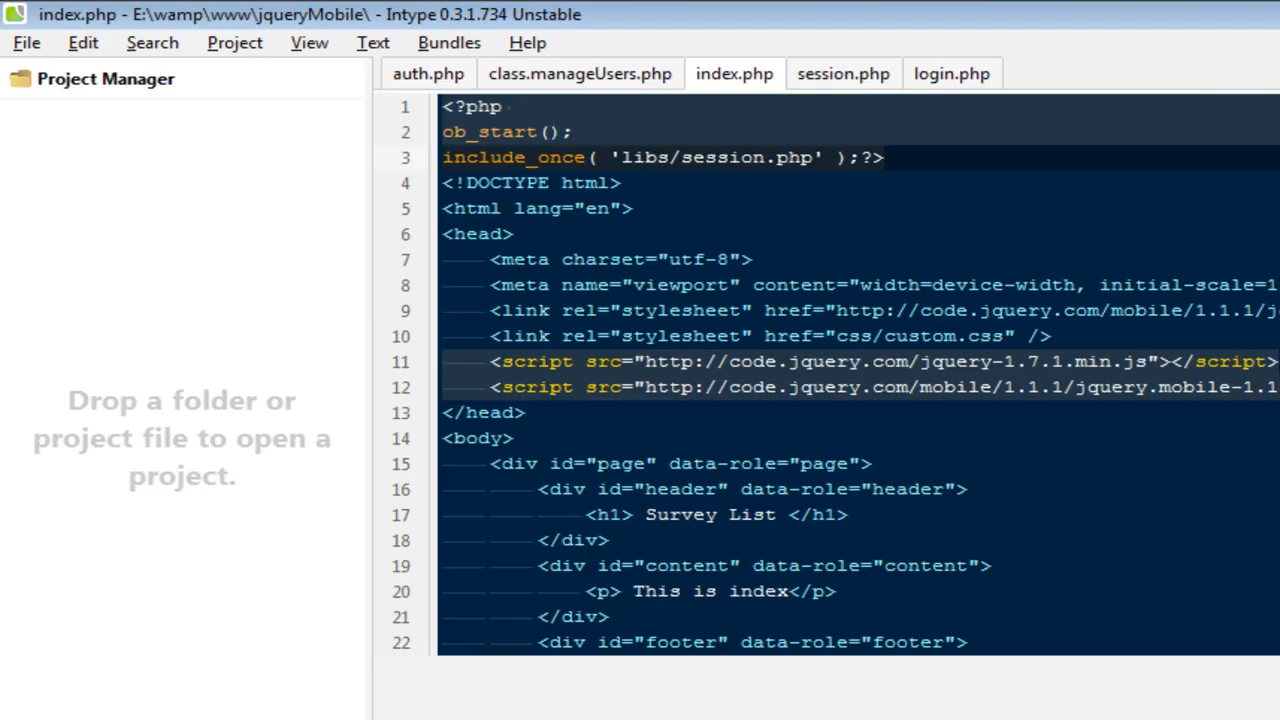 index.php - E:\wamp\www\jqueryMobile\ - Intype 0.3.1.734 Unstable
File Edit Search Project View Text Bundles Help
Project Manager
auth.php class.manageUsers.php index.php session.php login.php
Drop a folder or
project file to open a
project.
1 <?php
2 ob_start();
3 include_once( 'libs/session.php' );?>
4 <!DOCTYPE html>
5 <html lang="en">
6 <head>
7 <meta charset="utf-8">
8 <meta name="viewport" content="width=device-width, initial-scale=1
9 <link rel="stylesheet" href="http://code.jquery.com/mobile/1.1.1/j
10 <link rel="stylesheet" href="css/custom.css" />
11 <script src="http://code.jquery.com/jquery-1.7.1.min.js"></script>
12 <script src="http://code.jquery.com/mobile/1.1.1/jquery.mobile-1.1
13 </head>
14 <body>
15 <div id="page" data-role="page">
16 <div id="header" data-role="header">
17 <h1> Survey List </h1>
18 </div>
19 <div id="content" data-role="content">
20 <p> This is index</p>
21 </div>
22 <div id="footer" data-role="footer">